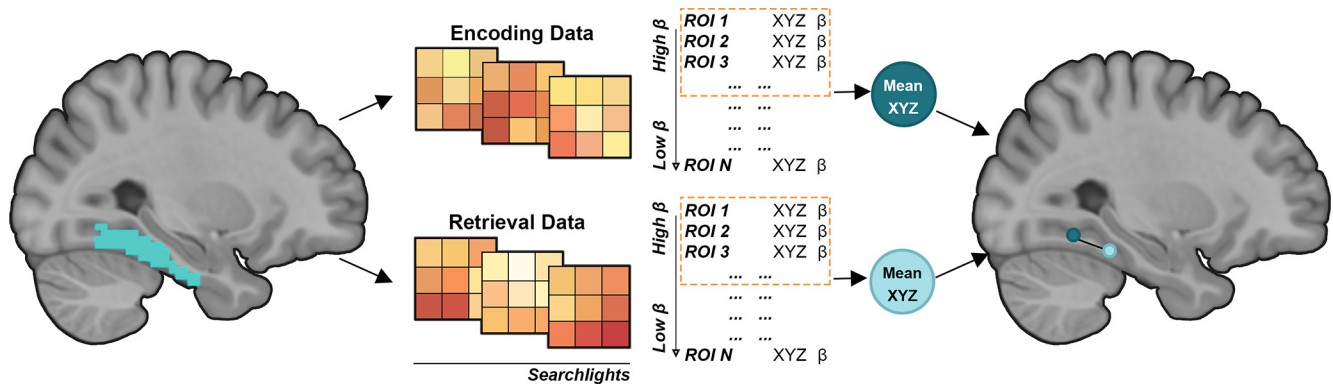 Encoding Data
High β
Low β
ROI 1 XYZ β
ROI 2 XYZ β
ROI 3 XYZ β
... ...
... ...
... ...
... ...
ROI N XYZ β
Mean
XYZ
Retrieval Data
High β
Low β
ROI 1 XYZ β
ROI 2 XYZ β
ROI 3 XYZ β
... ...
... ...
... ...
... ...
ROI N XYZ β
Mean
XYZ
Searchlights